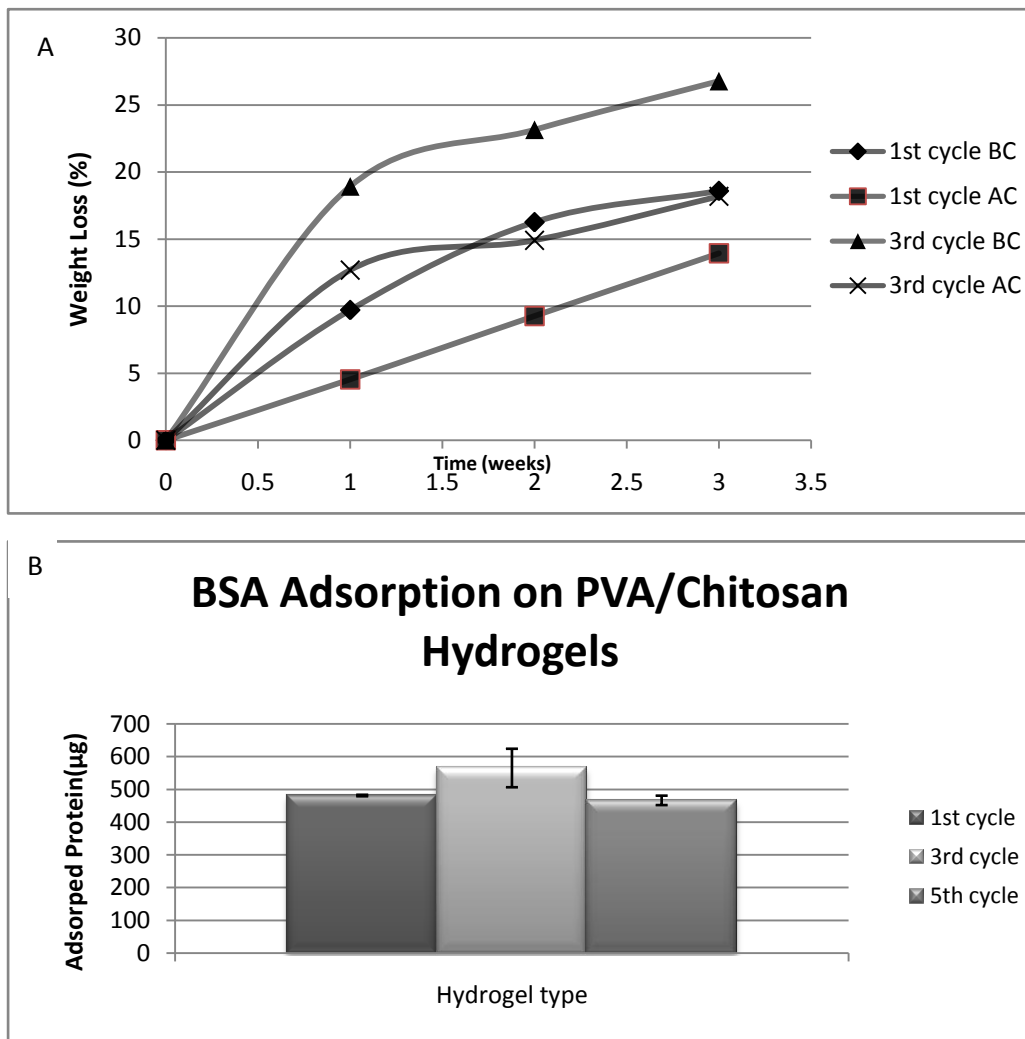 A
30
25
20
15
10
5
0
Weight Loss (%)
Time (weeks)
0 0.5 1 1.5 2 2.5 3 3.5
1st cycle BC
1st cycle AC
3rd cycle BC
3rd cycle AC
B
BSA Adsorption on PVA/Chitosan
Hydrogels
700
600
500
400
300
200
100
0
Adsorped Protein(µg)
Hydrogel type
1st cycle
3rd cycle
5th cycle